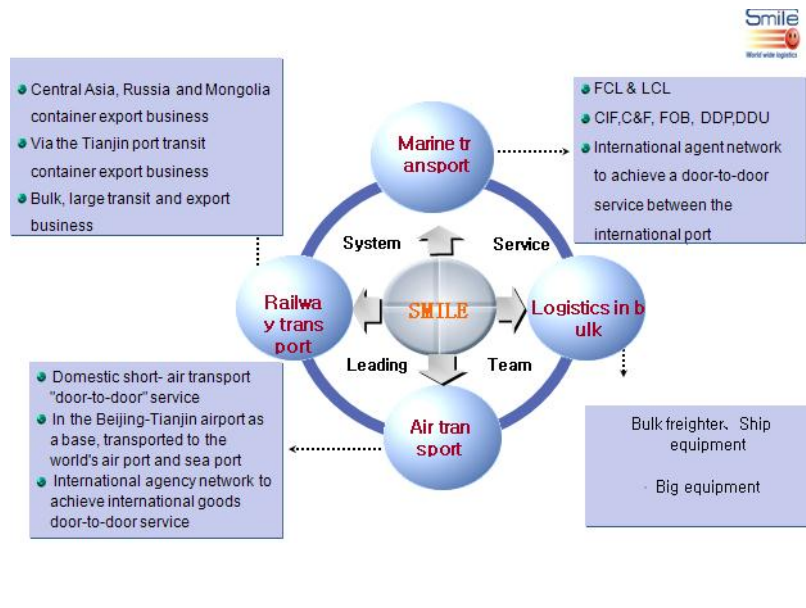 Smile
World wide logistics
Central Asia, Russia and Mongolia
container export business
Via the Tianjin port transit
container export business
Bulk, large transit and export
business
Marine tr
ansport
FCL & LCL
CIF,C&F, FOB, DDP,DDU
International agent network
to achieve a door-to-door
service between the
international port
System
Service
Railwa
y trans
port
SMILE
Logistics in b
ulk
Leading
Team
Domestic short- air transport
"door-to-door" service
In the Beijing-Tianjin airport as
a base, transported to the
world's air port and sea port
International agency network to
achieve international goods
door-to-door service
Air tran
sport
Bulk freighter、Ship
equipment
· Big equipment